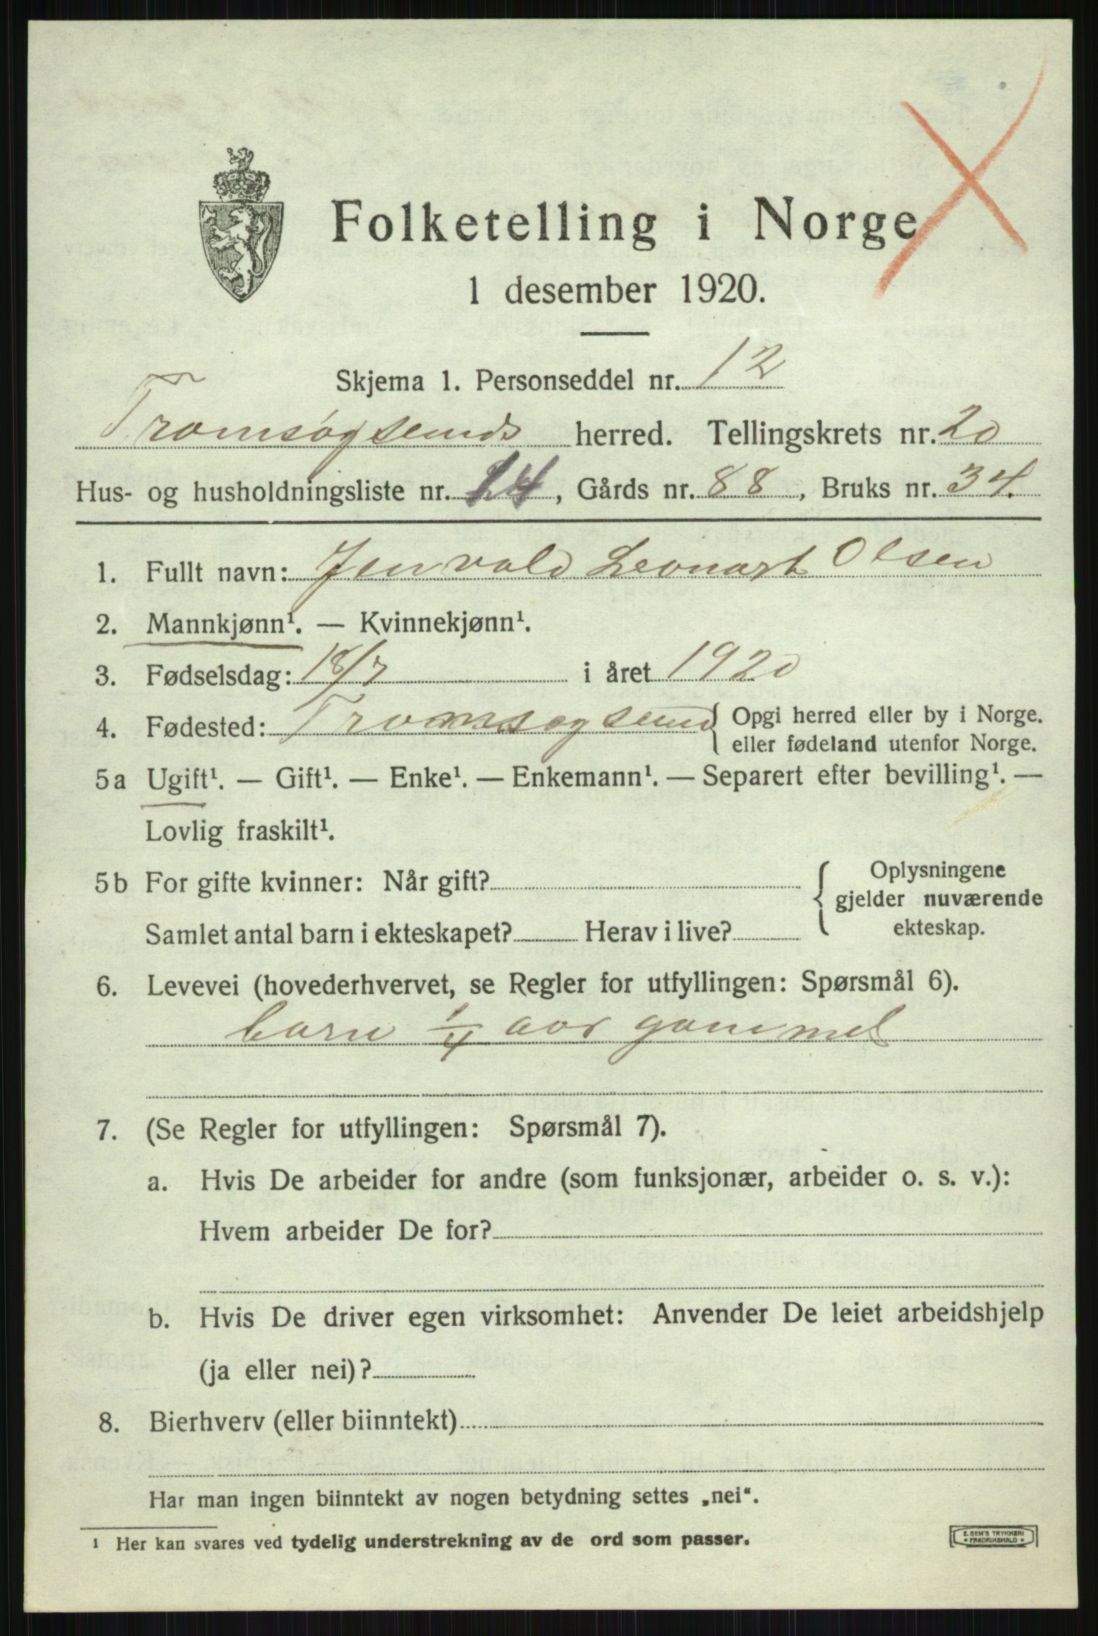 Folketelling i Norge
1 desember 1920.
Skjema 1. Personseddel nr. 12
Tromsøysunds herred. Tellingskrets nr. 20
Hus- og husholdningsliste nr. 14, Gårds nr. 88, Bruks nr. 34.
1. Fullt navn: Jenvald Leonart Olsen
2. Mannkjønn¹. — Kvinnekjønn¹.
3. Fødselsdag: 18/7 i året 1920
4. Fødested: Tromsøysund { Opgi herred eller by i Norge.
eller fødeland utenfor Norge.
5a Ugift¹. — Gift¹. — Enke¹. — Enkemann¹. — Separert efter bevilling¹. —
Lovlig fraskilt¹.
5b For gifte kvinner: Når gift? { Oplysningene
gjelder nuværende
Samlet antal barn i ekteskapet? Herav i live? ekteskap.
6. Levevei (hovederhvervet, se Regler for utfyllingen: Spørsmål 6).
barn 1/4 aar gammel
7. (Se Regler for utfyllingen: Spørsmål 7).
a. Hvis De arbeider for andre (som funksjonær, arbeider o. s. v.):
Hvem arbeider De for?
b. Hvis De driver egen virksomhet: Anvender De leiet arbeidshjelp
(ja eller nei)?
8. Bierhverv (eller biinntekt)
Har man ingen biinntekt av nogen betydning settes „nei“.
¹ Her kan svares ved tydelig understrekning av de ord som passer.
E. SEM'S TRYKKERI
FREDRIKSHALD